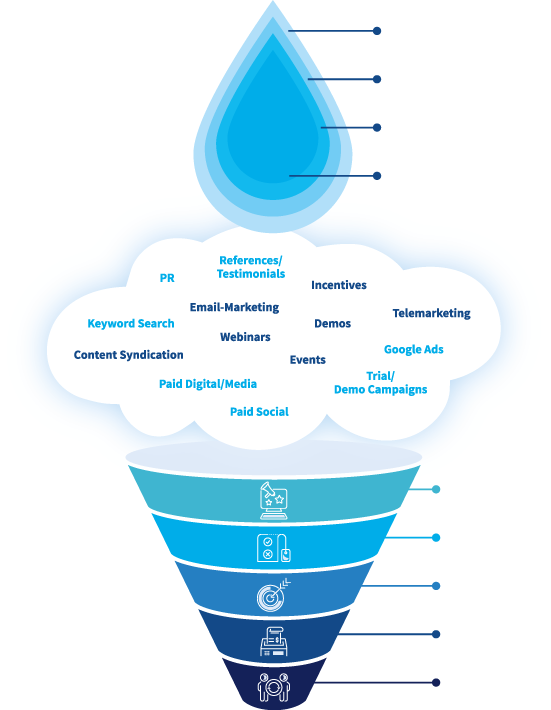 References/
Testimonials
PR
Incentives
Email-Marketing
Telemarketing
Keyword Search
Demos
Webinars
Google Ads
Content Syndication
Events
Trial/
Demo Campaigns
Paid Digital/Media
Paid Social